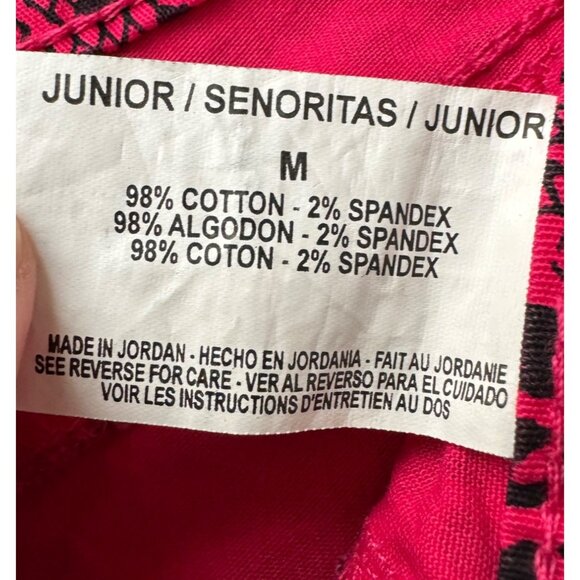 JUNIOR / SENORITAS / JUNIOR
M
98% COTTON - 2% SPANDEX
98% ALGODON - 2% SPANDEX
98% COTON - 2% SPANDEX
MADE IN JORDAN - HECHO EN JORDANIA - FAIT AU JORDANIE
SEE REVERSE FOR CARE - VER AL REVERSO PARA EL CUIDADO
VOIR LES INSTRUCTIONS D'ENTRETIEN AU DOS